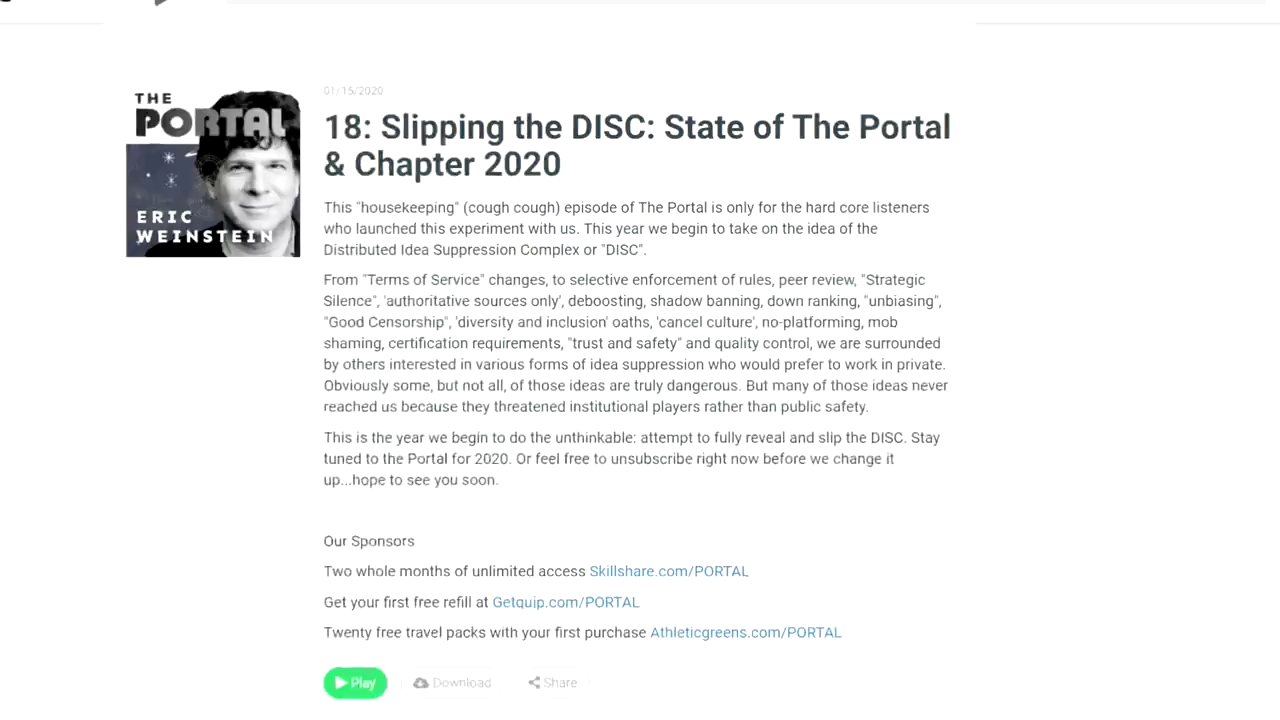 THE
PORTAL
ERIC
WEINSTEIN
01/15/2020
18: Slipping the DISC: State of The Portal
& Chapter 2020
This "housekeeping" (cough cough) episode of The Portal is only for the hard core listeners
who launched this experiment with us. This year we begin to take on the idea of the
Distributed Idea Suppression Complex or "DISC".
From "Terms of Service" changes, to selective enforcement of rules, peer review, "Strategic
Silence", 'authoritative sources only', deboosting, shadow banning, down ranking, "unbiasing",
"Good Censorship", 'diversity and inclusion' oaths, 'cancel culture', no-platforming, mob
shaming, certification requirements, "trust and safety" and quality control, we are surrounded
by others interested in various forms of idea suppression who would prefer to work in private.
Obviously some, but not all, of those ideas are truly dangerous. But many of those ideas never
reached us because they threatened institutional players rather than public safety.
This is the year we begin to do the unthinkable: attempt to fully reveal and slip the DISC. Stay
tuned to the Portal for 2020. Or feel free to unsubscribe right now before we change it
up...hope to see you soon.
Our Sponsors
Two whole months of unlimited access Skillshare.com/PORTAL
Get your first free refill at Getquip.com/PORTAL
Twenty free travel packs with your first purchase Athleticgreens.com/PORTAL
Play Download Share